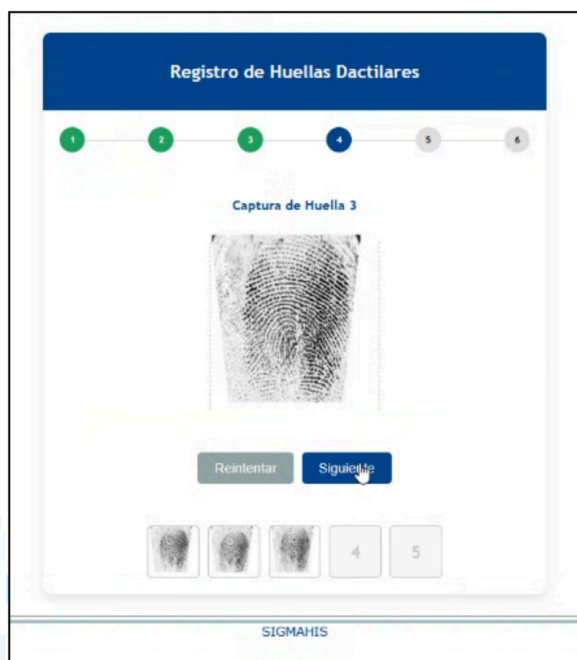 Registro de Huellas Dactilares
1 2 3 4 5 6
Captura de Huella 3
Reintentar Siguiente
4 5
SIGMAHIS